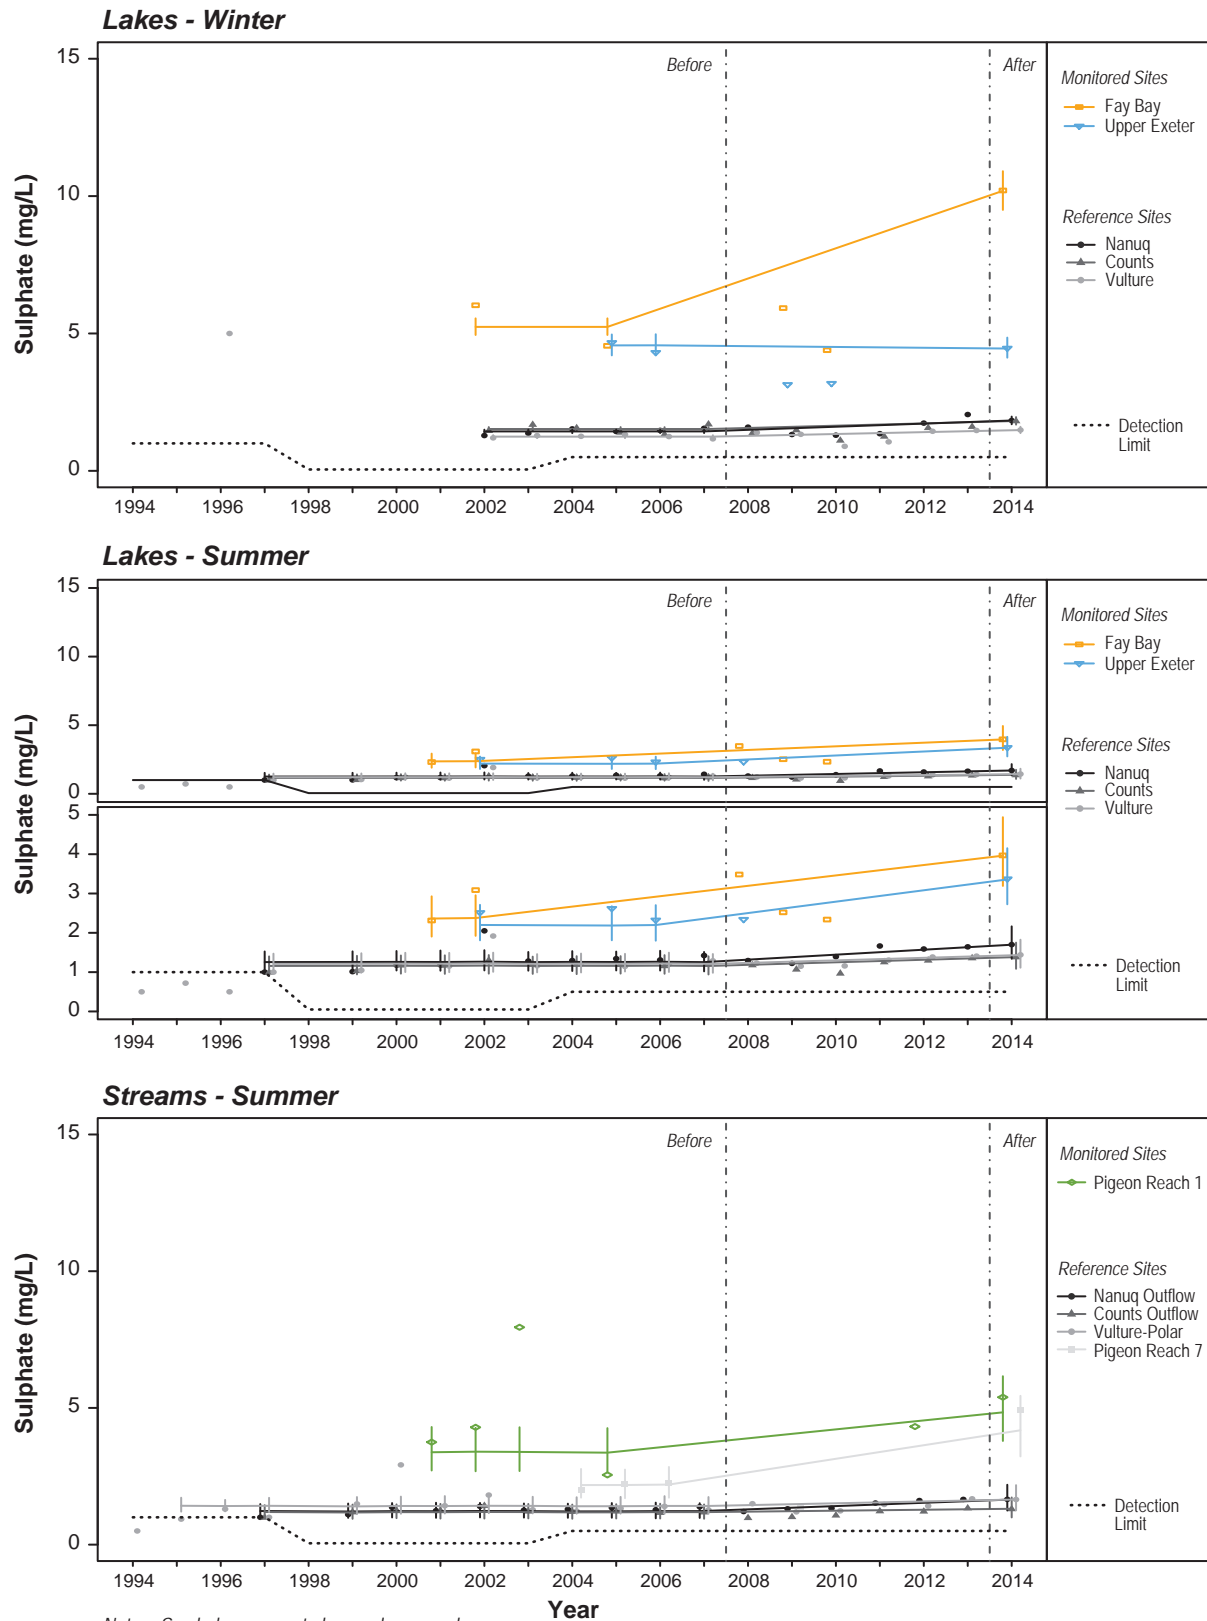 Lakes - Winter
Sulphate (mg/L)
15
10
5
0
Before
After
1994 1996 1998 2000 2002 2004 2006 2008 2010 2012 2014
Monitored Sites
Fay Bay
Upper Exeter
Reference Sites
Nanuq
Counts
Vulture
Detection
Limit
Lakes - Summer
Sulphate (mg/L)
15
10
5
0
Before
After
Sulphate (mg/L)
5
4
3
2
1
0
1994 1996 1998 2000 2002 2004 2006 2008 2010 2012 2014
Monitored Sites
Fay Bay
Upper Exeter
Reference Sites
Nanuq
Counts
Vulture
Detection
Limit
Streams - Summer
Sulphate (mg/L)
15
10
5
0
Before
After
1994 1996 1998 2000 2002 2004 2006 2008 2010 2012 2014
Year
Monitored Sites
Pigeon Reach 1
Reference Sites
Nanuq Outflow
Counts Outflow
Vulture-Polar
Pigeon Reach 7
Detection
Limit